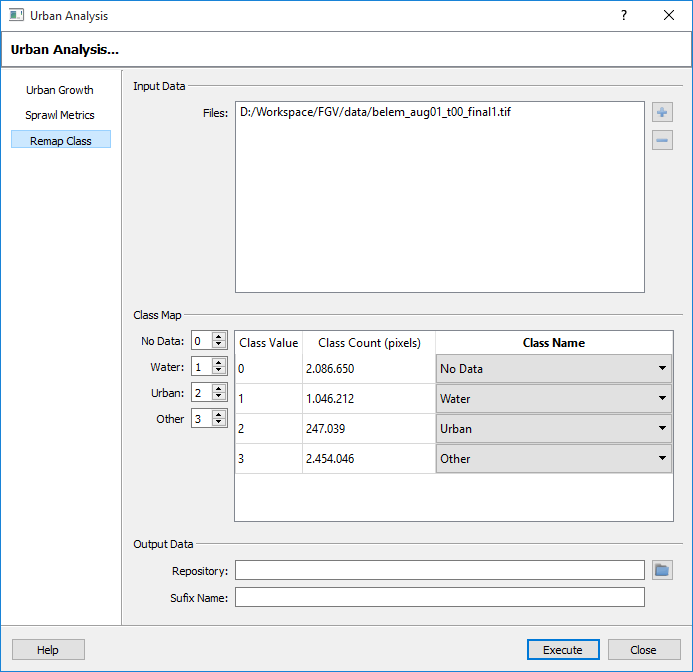 Urban Analysis
?
Urban Analysis...
Urban Growth
Sprawl Metrics
Remap Class
Input Data
Files: D:/Workspace/FGV/data/belem_aug01_t00_final1.tif
Class Map
No Data: 0
Water: 1
Urban: 2
Other 3
Class Value Class Count (pixels) Class Name
0 2.086.650 No Data
1 1.046.212 Water
2 247.039 Urban
3 2.454.046 Other
Output Data
Repository:
Sufix Name:
Help Execute Close